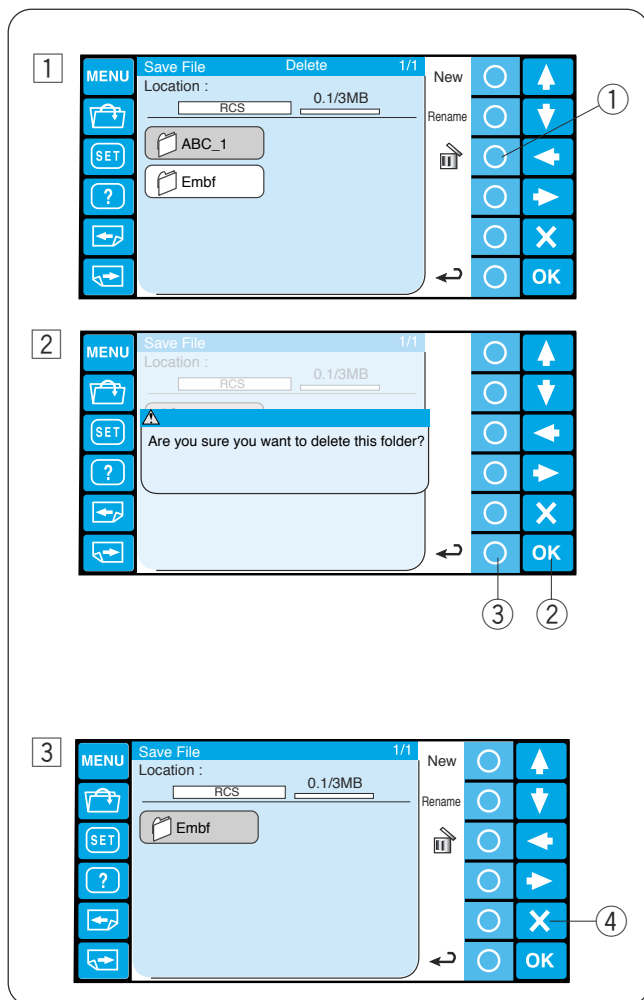 1
MENU
Save File Delete 1/1
New
Location :
RCS 0.1/3MB
Rename
1
SET
ABC_1
?
Embf
OK
2
MENU
Save File 1/1
Location :
RCS 0.1/3MB
SET
Are you sure you want to delete this folder?
?
OK
3 2
3
MENU
Save File 1/1
New
Location :
RCS 0.1/3MB
Rename
SET
Embf
?
4
OK